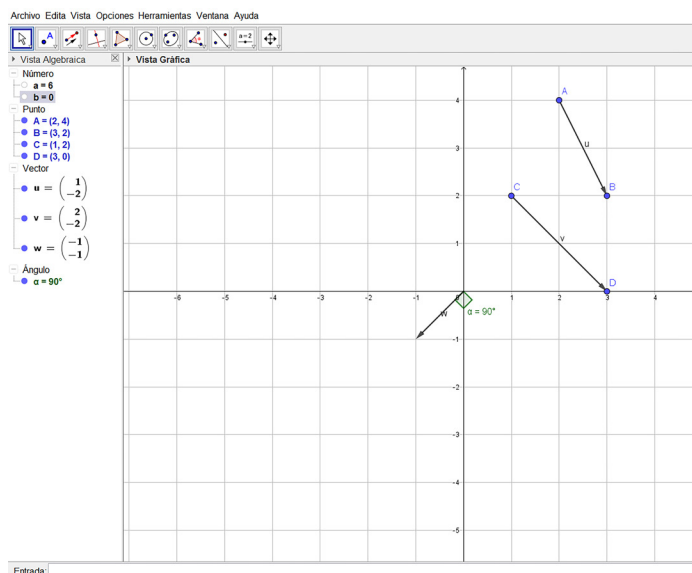 Archivo Edita Vista Opciones Herramientas Ventana Ayuda
A
a=2
Vista Algebraica
Vista Gráfica
Número
a = 6
b = 0
Punto
A = (2, 4)
B = (3, 2)
C = (1, 2)
D = (3, 0)
Vector
u = (1 −2)
v = (2 −2)
w = (−1 −1)
Ángulo
α = 90°
4
A
3
u
2
C
B
1
v
D
-6 -5 -4 -3 -2 -1 0 1 2 3 4
w
α = 90°
-1
-2
-3
-4
-5
Entrada: